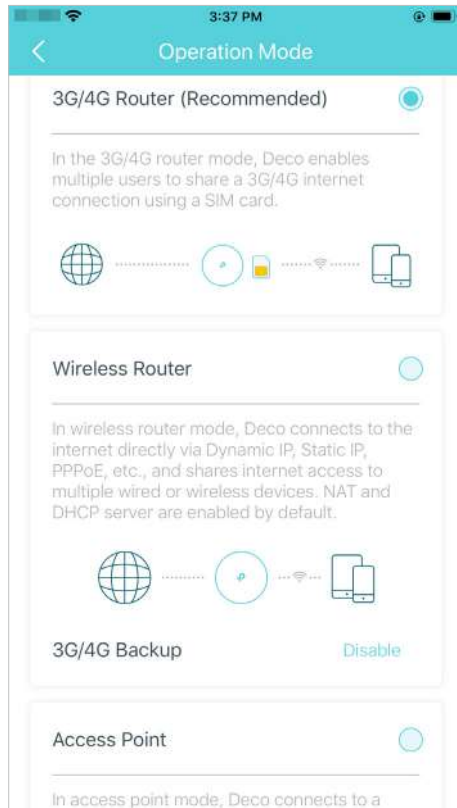 3:37 PM
Operation Mode
3G/4G Router (Recommended)
In the 3G/4G router mode, Deco enables
multiple users to share a 3G/4G internet
connection using a SIM card.
Wireless Router
In wireless router mode, Deco connects to the
internet directly via Dynamic IP, Static IP,
PPPoE, etc., and shares internet access to
multiple wired or wireless devices. NAT and
DHCP server are enabled by default.
3G/4G Backup Disable
Access Point
In access point mode, Deco connects to a